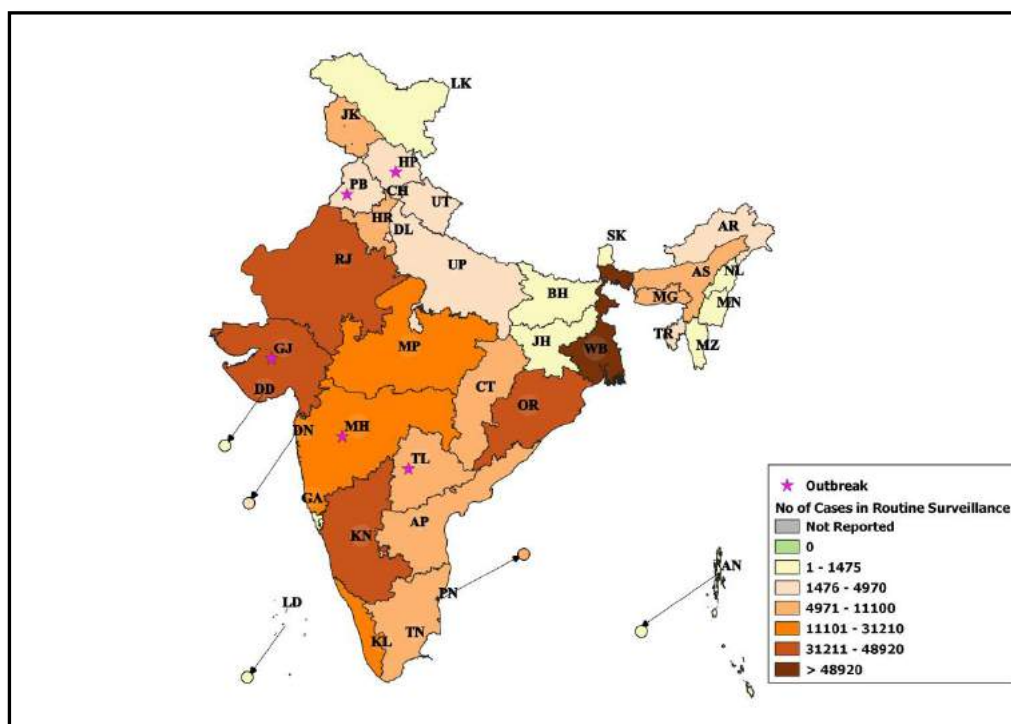 LK
JK
HP
PB
CH
UT
HR
DL
SK
AR
RJ
UP
AS
NL
BH
MG
MN
GJ
MP
JH
WB
TR
MZ
DD
CT
OR
DN
MH
TL
GA
AP
KN
AN
PN
LD
KL
TN
Outbreak
No of Cases in Routine Surveillance
Not Reported
0
1 - 1475
1476 - 4970
4971 - 11100
11101 - 31210
31211 - 48920
> 48920